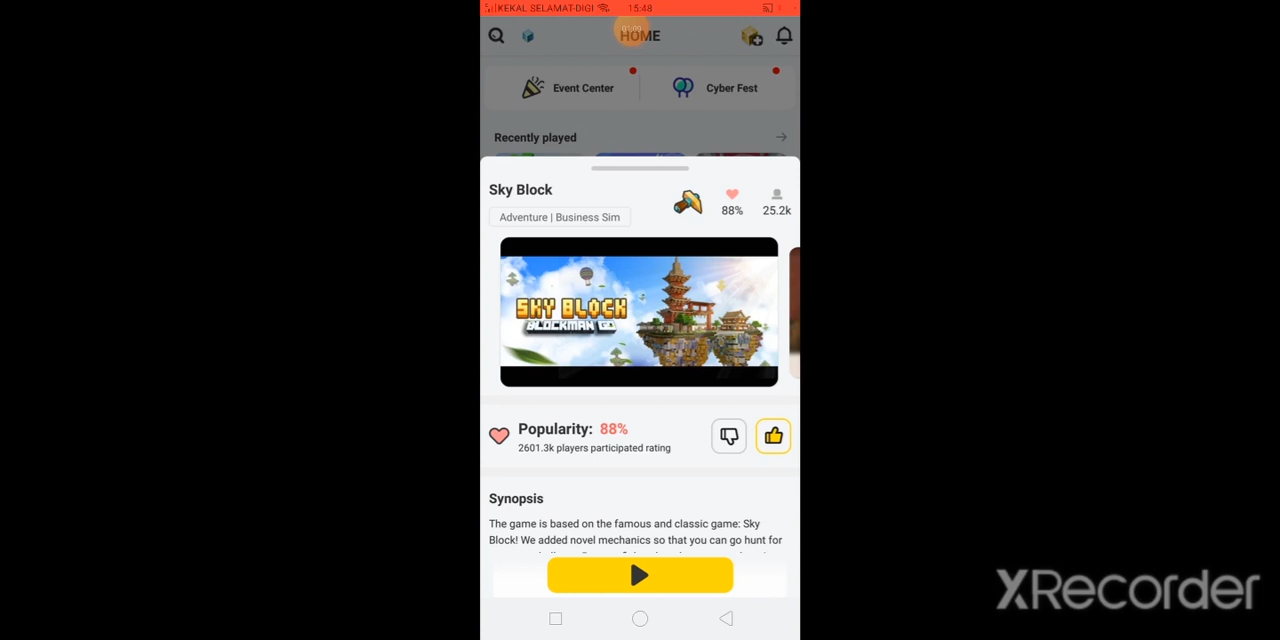 KEKAL SELAMAT-DIGI 15:48
01:00
HOME
Event Center
Cyber Fest
Recently played
Sky Block
88%
25.2k
Adventure | Business Sim
SKY BLOCK
BLOCKMAN GO
Popularity: 88%
2601.3k players participated rating
Synopsis
The game is based on the famous and classic game: Sky
Block! We added novel mechanics so that you can go hunt for
XRecorder